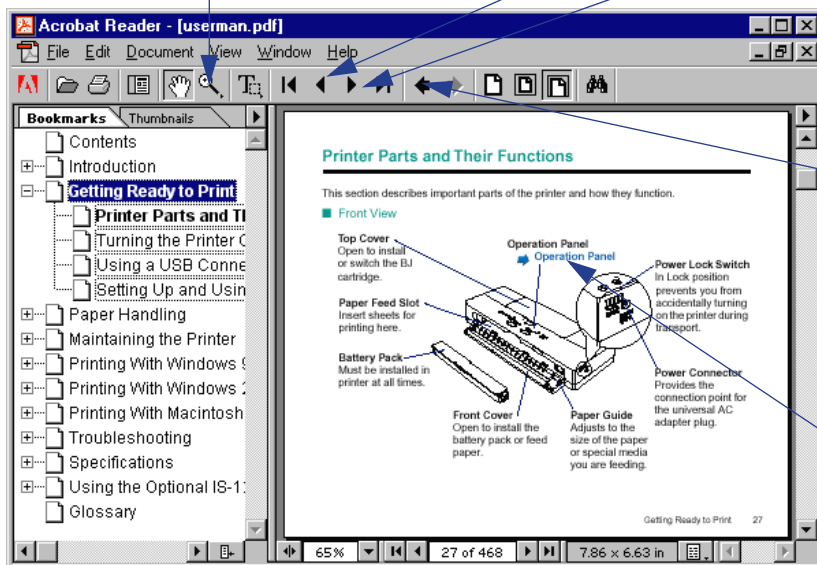 Acrobat Reader - [userman.pdf]
File Edit Document View Window Help
Bookmarks Thumbnails
Contents
Introduction
Getting Ready to Print
Printer Parts and Tl
Turning the Printer C
Using a USB Conne
Setting Up and Usin
Paper Handling
Maintaining the Printer
Printing With Windows 9
Printing With Windows 2
Printing With Macintosh
Troubleshooting
Specifications
Using the Optional IS-1
Glossary
Printer Parts and Their Functions
This section describes important parts of the printer and how they function.
Front View
Top Cover
Open to install
or switch the BJ
cartridge.
Paper Feed Slot
Insert sheets for
printing here.
Battery Pack
Must be installed in
printer at all times.
Operation Panel
Operation Panel
Power Lock Switch
In Lock position
prevents you from
accidentally turning
on the printer during
transport.
Power Connector
Provides the
connection point for
the universal AC
adapter plug.
Front Cover
Open to install the
battery pack or feed
paper.
Paper Guide
Adjusts to the
size of the paper
or special media
you are feeding.
Getting Ready to Print 27
65% 27 of 468 7.86 × 6.63 in